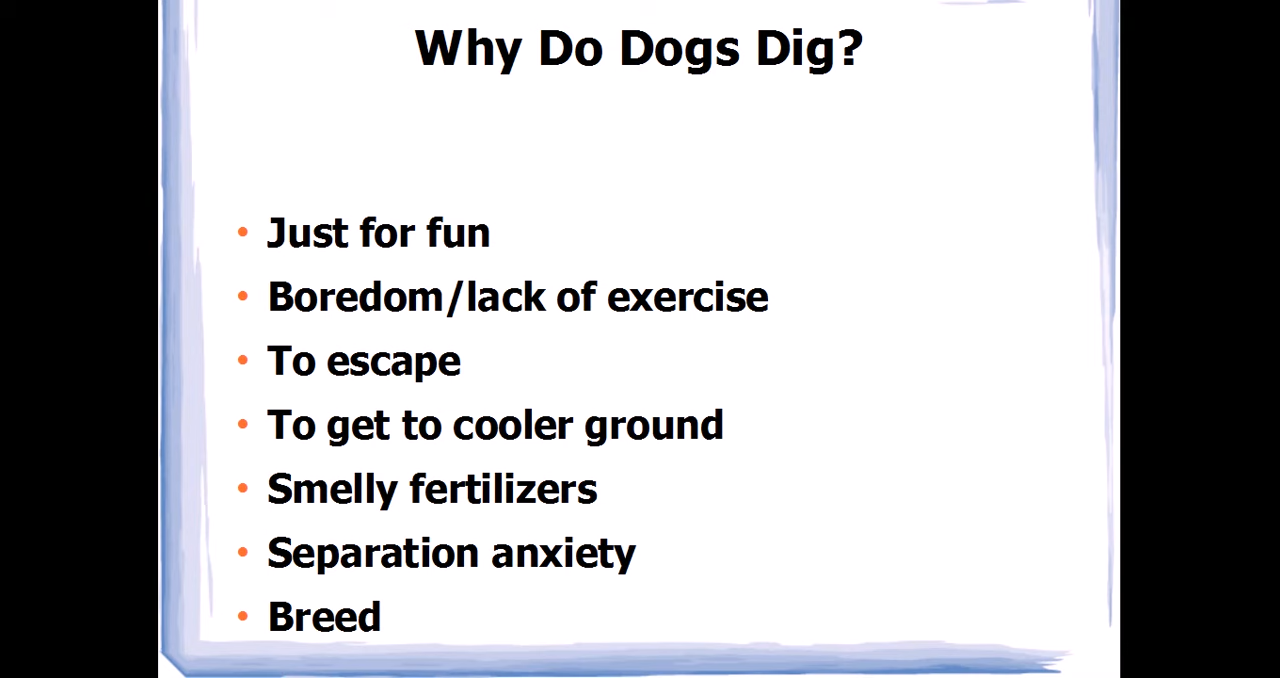 Why Do Dogs Dig?
• Just for fun
• Boredom/lack of exercise
• To escape
• To get to cooler ground
• Smelly fertilizers
• Separation anxiety
• Breed